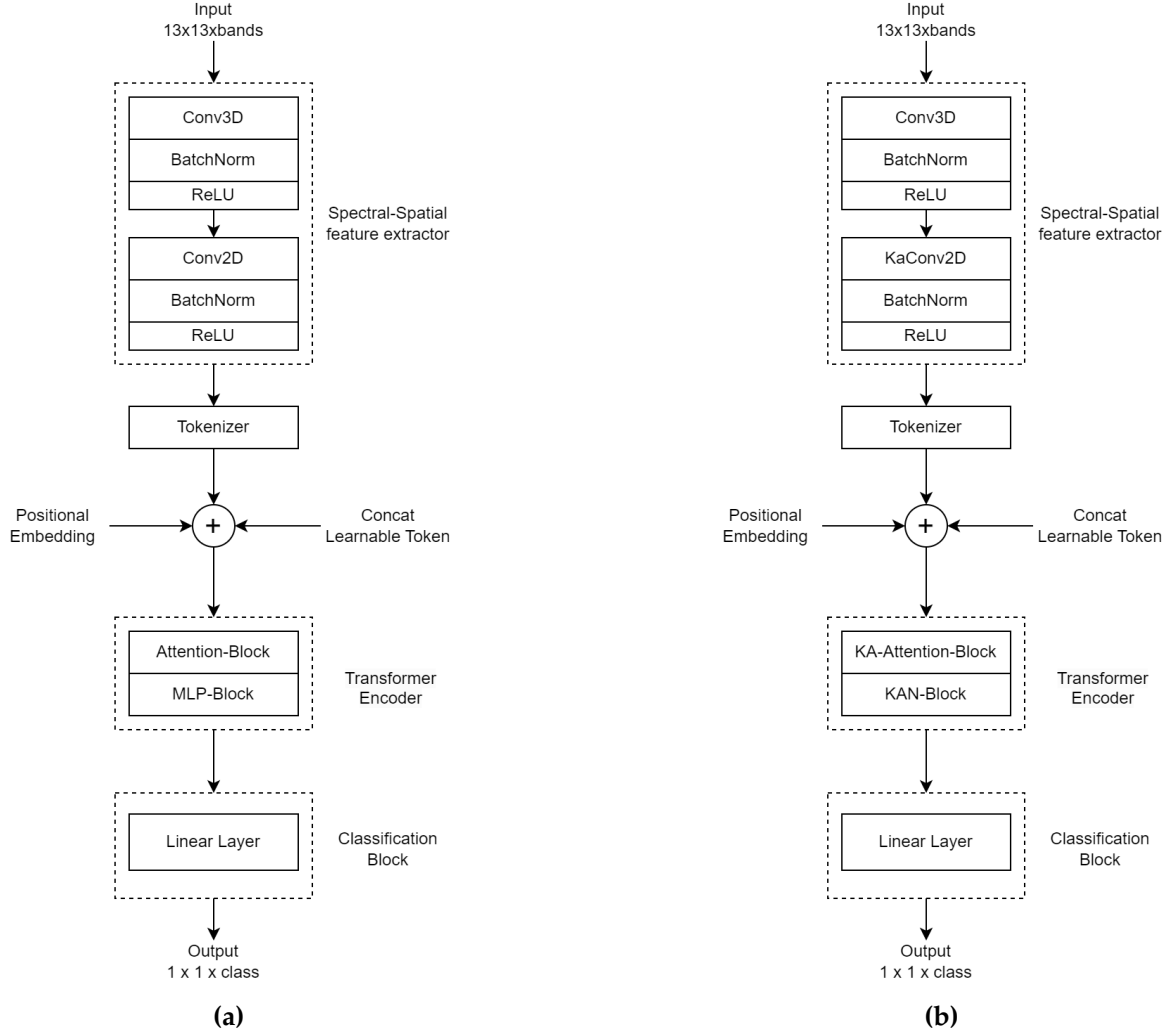 Input
13x13xbands
Conv3D
BatchNorm
ReLU
Spectral-Spatial
feature extractor
Conv2D
BatchNorm
ReLU
Tokenizer
Positional
Embedding
+
Concat
Learnable Token
Attention-Block
MLP-Block
Transformer
Encoder
Linear Layer
Classification
Block
Output
1 x 1 x class
(a)
Input
13x13xbands
Conv3D
BatchNorm
ReLU
Spectral-Spatial
feature extractor
KaConv2D
BatchNorm
ReLU
Tokenizer
Positional
Embedding
+
Concat
Learnable Token
KA-Attention-Block
KAN-Block
Transformer
Encoder
Linear Layer
Classification
Block
Output
1 x 1 x class
(b)